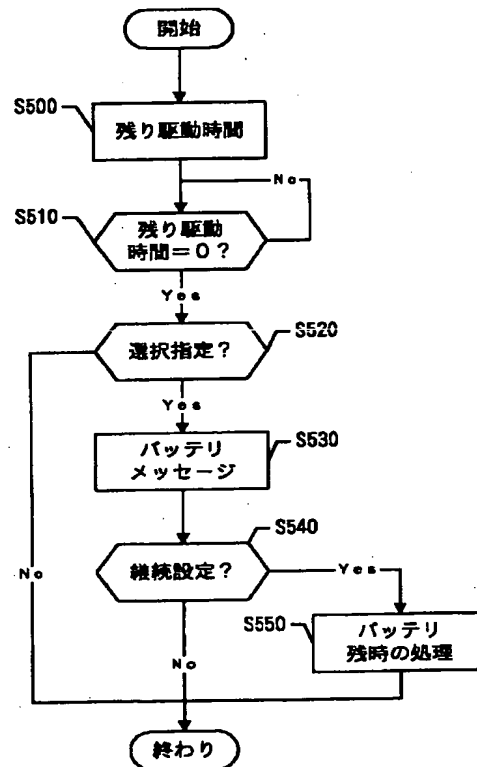 開始
S500
残り駆動時間
No
S510
残り駆動
時間＝0？
Yes
S520
選択指定？
Yes
S530
バッテリ
メッセージ
S540
継続設定？
Yes
No
S550
バッテリ
残時の処理
No
終わり